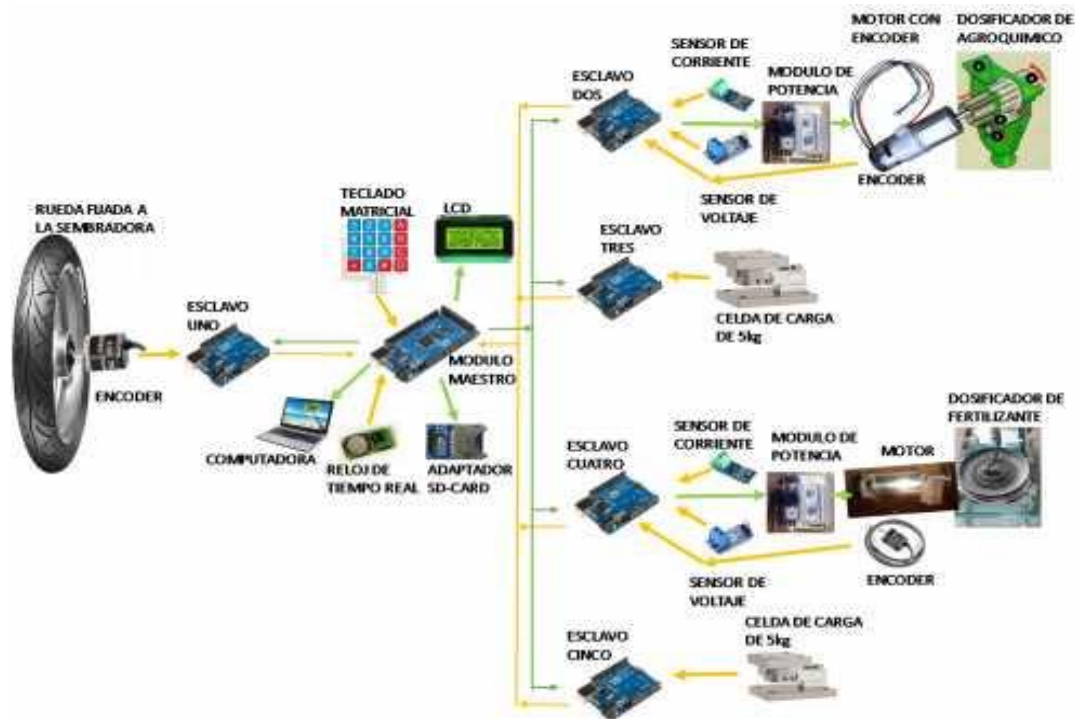 RUEDA FIJADA A
LA SEMBRADORA
ENCODER
ESCLAVO
UNO
TECLADO
MATRICIAL
LCD
MODULO
MAESTRO
COMPUTADORA
RELOJ DE
TIEMPO REAL
ADAPTADOR
SD-CARD
ESCLAVO
DOS
SENSOR DE
CORRIENTE
MODULO DE
POTENCIA
MOTOR CON
ENCODER
DOSIFICADOR DE
AGROQUIMICO
ENCODER
SENSOR DE
VOLTAJE
ESCLAVO
TRES
CELDA DE CARGA
DE 5kg
ESCLAVO
CUATRO
SENSOR DE
CORRIENTE
MODULO DE
POTENCIA
MOTOR
DOSIFICADOR DE
FERTILIZANTE
ENCODER
SENSOR DE
VOLTAJE
ESCLAVO
CINCO
CELDA DE CARGA
DE 5kg